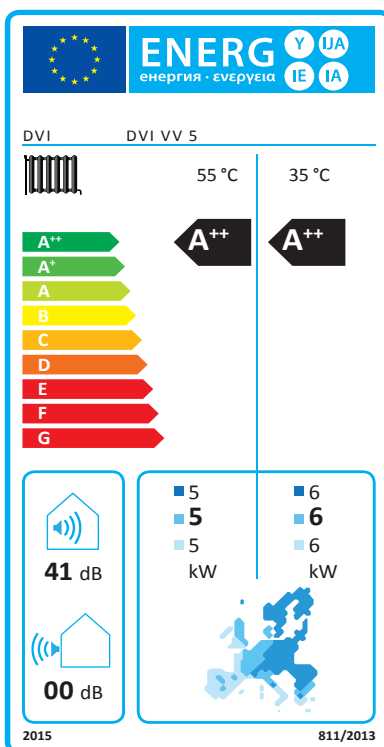 ENERG Y IJA
енергия · ενεργεια IE IA
DVI DVI VV 5
55 °C 35 °C
A++ A++ A++
A+
A
B
C
D
E
F
G
5 6
5 6
5 6
kW kW
41 dB
00 dB
2015 811/2013